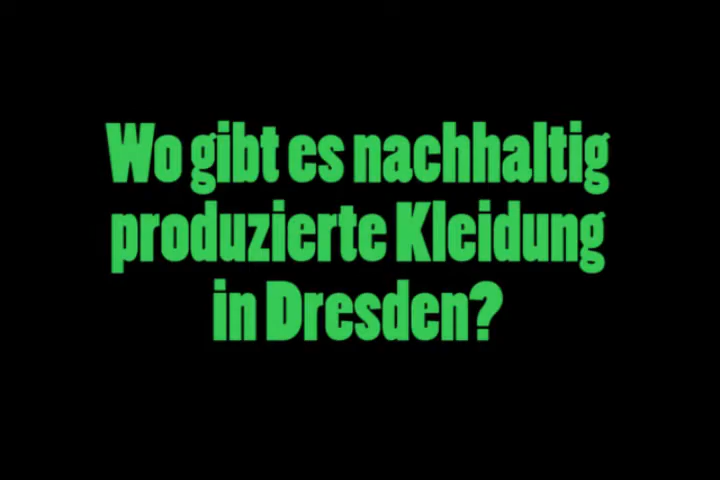 Wo gibt es nachhaltig
produzierte Kleidung
in Dresden?